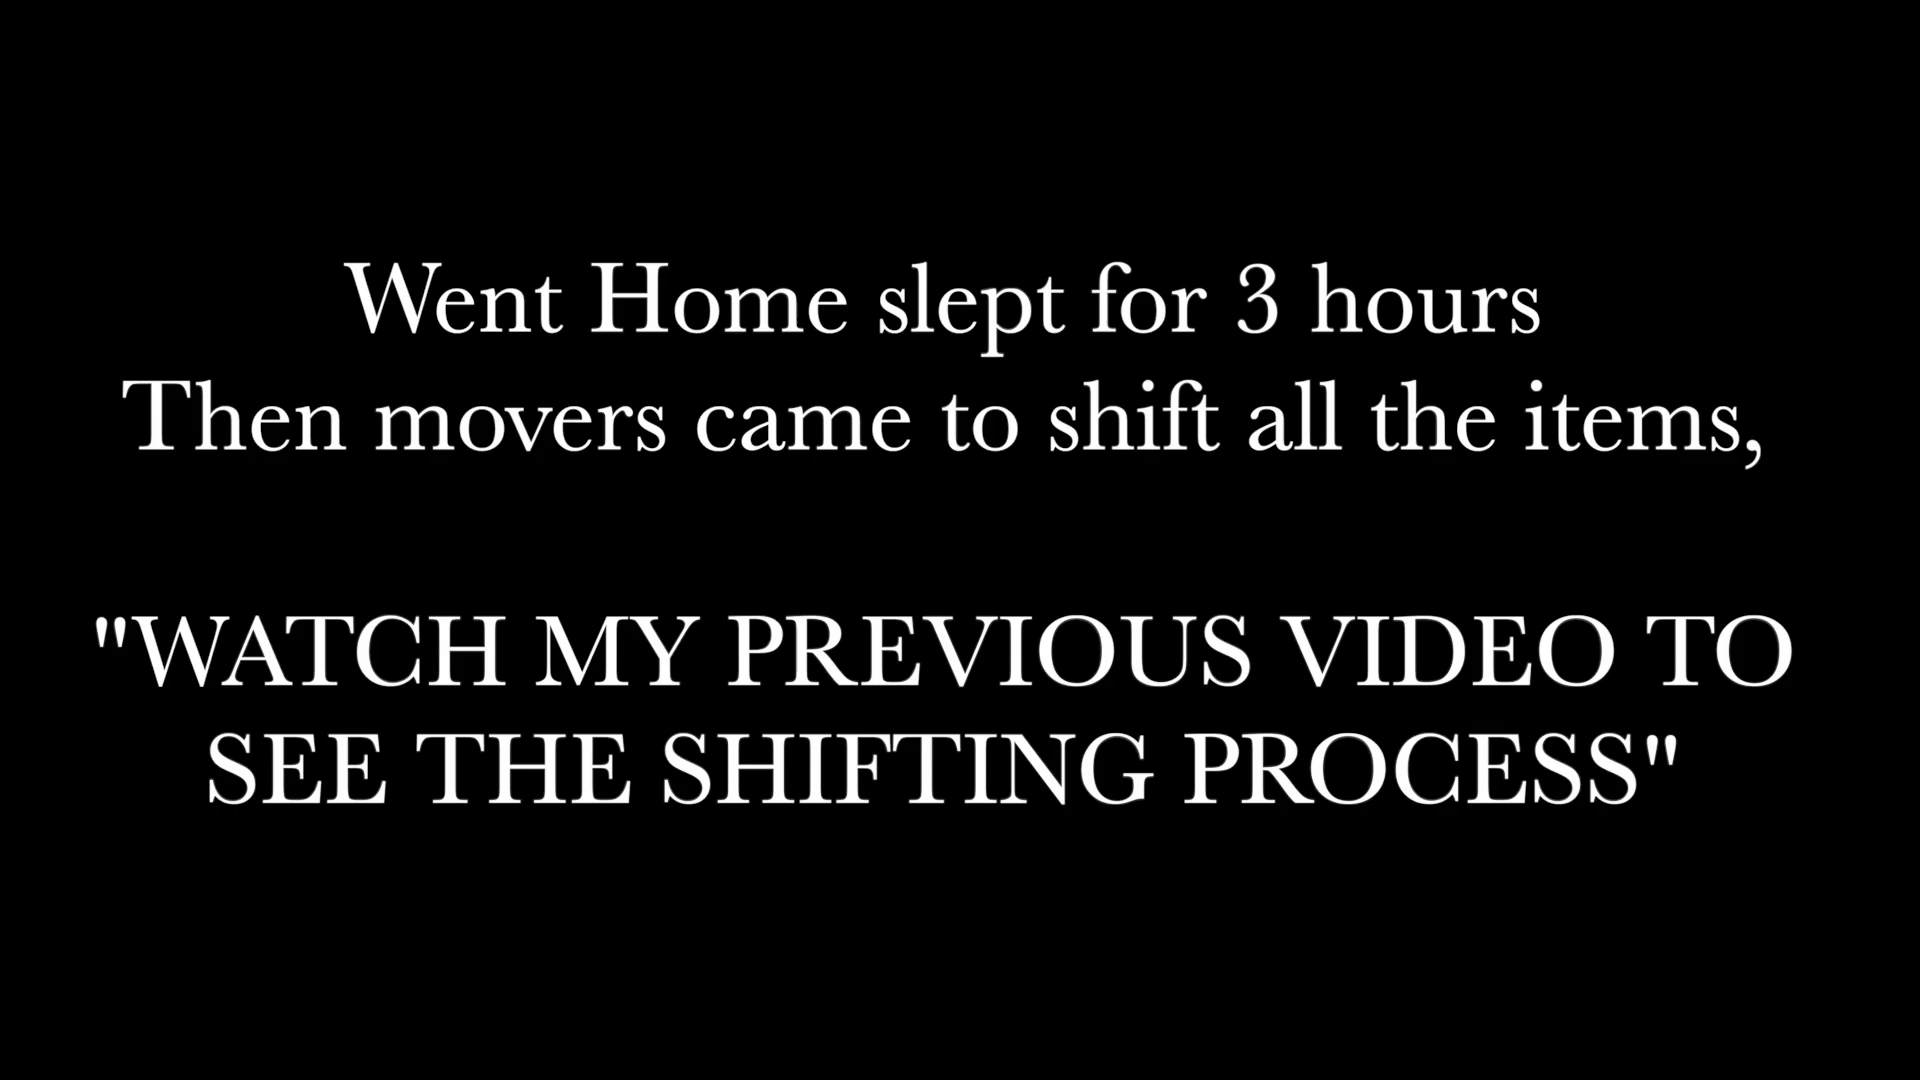 Went Home slept for 3 hours
Then movers came to shift all the items,
"WATCH MY PREVIOUS VIDEO TO
SEE THE SHIFTING PROCESS"